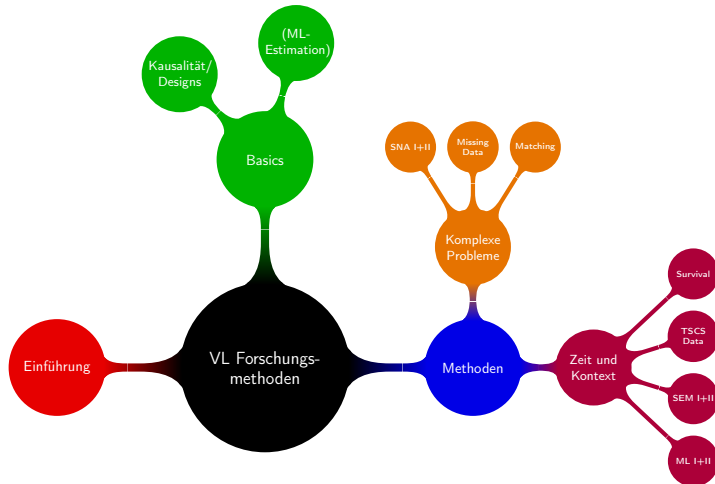 (ML-
Estimation)
Kausalität/
Designs
Basics
SNA I+II
Missing
Data
Matching
Komplexe
Probleme
Survival
TSCS
Data
Einführung
VL Forschungs-
methoden
Methoden
Zeit und
Kontext
SEM I+II
ML I+II